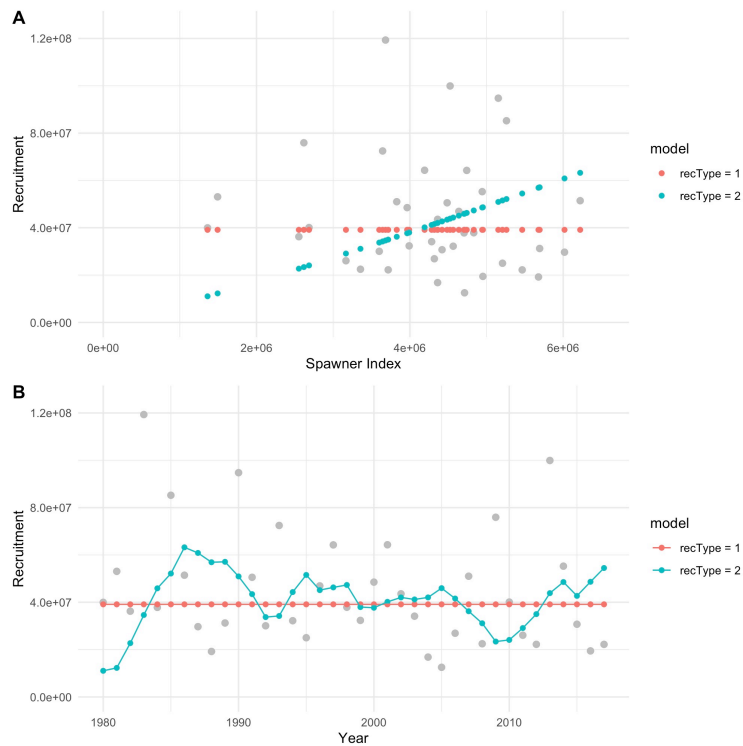 A
1.2e+08
8.0e+07
4.0e+07
0.0e+00
Recruitment
0e+00 2e+06 4e+06 6e+06
Spawner Index
model
recType = 1
recType = 2
B
1.2e+08
8.0e+07
4.0e+07
0.0e+00
Recruitment
1980 1990 2000 2010
Year
model
recType = 1
recType = 2